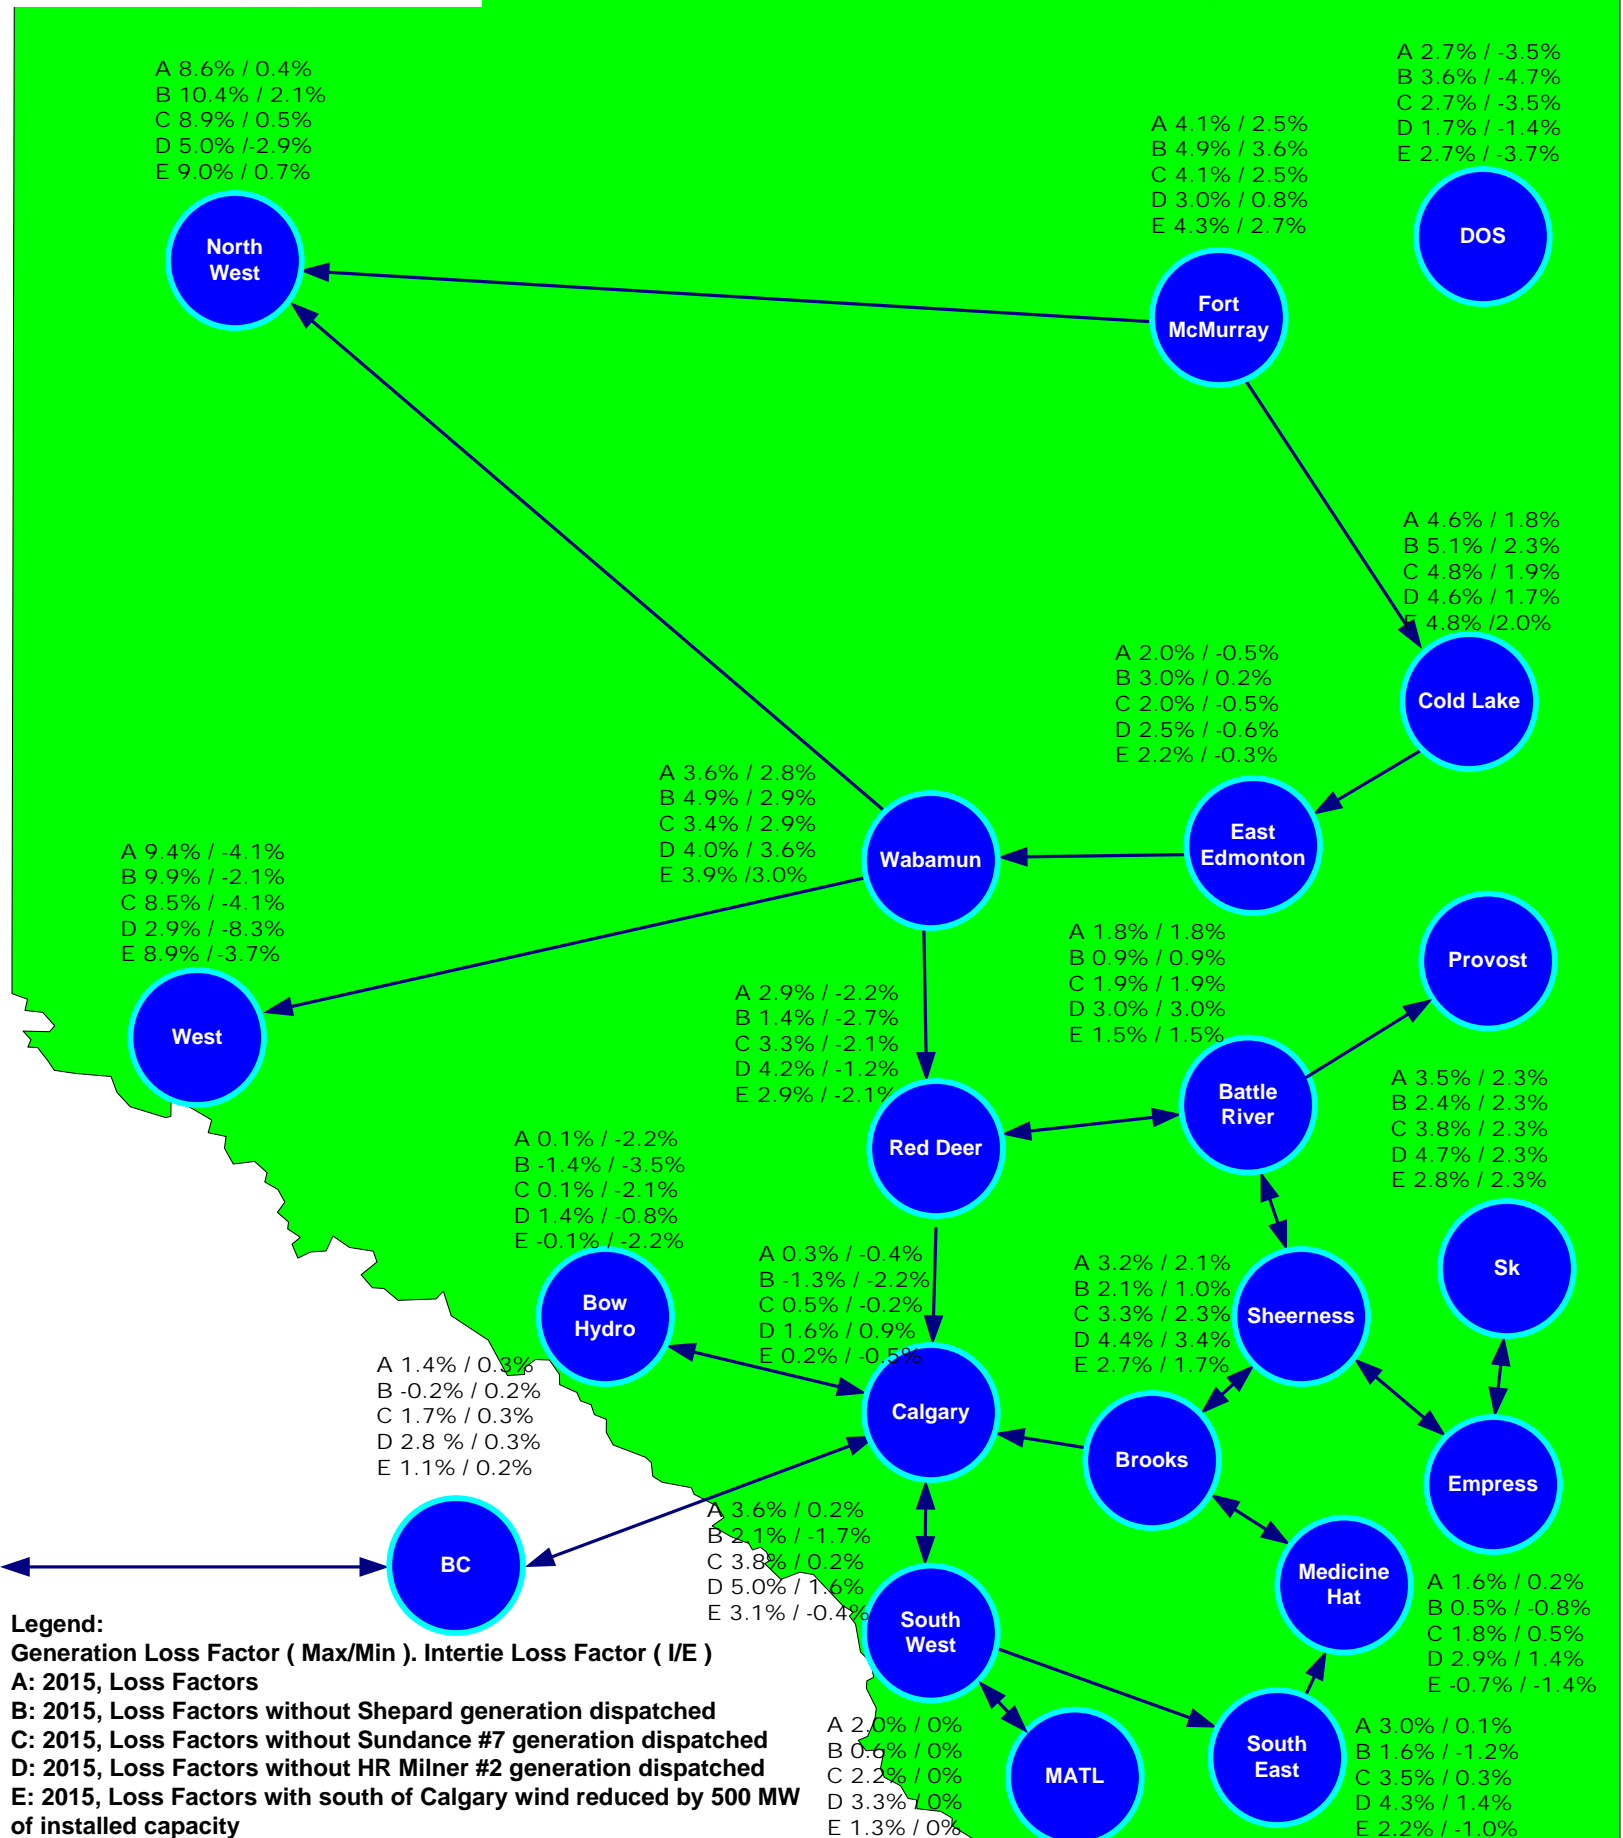 A 8.6% / 0.4%
B 10.4% / 2.1%
C 8.9% / 0.5%
D 5.0% /-2.9%
E 9.0% / 0.7%
North
West
A 4.1% / 2.5%
B 4.9% / 3.6%
C 4.1% / 2.5%
D 3.0% / 0.8%
E 4.3% / 2.7%
Fort
McMurray
A 2.7% / -3.5%
B 3.6% / -4.7%
C 2.7% / -3.5%
D 1.7% / -1.4%
E 2.7% / -3.7%
DOS
A 4.6% / 1.8%
B 5.1% / 2.3%
C 4.8% / 1.9%
D 4.6% / 1.7%
E 4.8% /2.0%
Cold Lake
A 2.0% / -0.5%
B 3.0% / 0.2%
C 2.0% / -0.5%
D 2.5% / -0.6%
E 2.2% / -0.3%
East
Edmonton
A 3.6% / 2.8%
B 4.9% / 2.9%
C 3.4% / 2.9%
D 4.0% / 3.6%
E 3.9% /3.0%
Wabamun
A 9.4% / -4.1%
B 9.9% / -2.1%
C 8.5% / -4.1%
D 2.9% / -8.3%
E 8.9% /-3.7%
West
A 1.8% / 1.8%
B 0.9% / 0.9%
C 1.9% / 1.9%
D 3.0% / 3.0%
E 1.5% / 1.5%
Battle
River
Provost
A 2.9% / -2.2%
B 1.4% / -2.7%
C 3.3% / -2.1%
D 4.2% / -1.2%
E 2.9% / -2.1%
Red Deer
A 3.5% / 2.3%
B 2.4% / 2.3%
C 3.8% / 2.3%
D 4.7% / 2.3%
E 2.8% / 2.3%
Sk
A 0.1% / -2.2%
B -1.4% / -3.5%
C 0.1% / -2.1%
D 1.4% / -0.8%
E -0.1% / -2.2%
Bow
Hydro
A 0.3% / -0.4%
B -1.3% / -2.2%
C 0.5% / -0.2%
D 1.6% / 0.9%
E 0.2% / -0.5%
Calgary
A 3.2% / 2.1%
B 2.1% / 1.0%
C 3.3% / 2.3%
D 4.4% / 3.4%
E 2.7% / 1.7%
Sheerness
Brooks
Empress
A 1.4% / 0.3%
B -0.2% / 0.2%
C 1.7% / 0.3%
D 2.8 % / 0.3%
E 1.1% / 0.2%
BC
A 3.6% / 0.2%
B 2.1% / -1.7%
C 3.8% / 0.2%
D 5.0% / 1.6%
E 3.1% / -0.4%
South
West
Medicine
Hat
A 1.6% / 0.2%
B 0.5% / -0.8%
C 1.8% / 0.5%
D 2.9% / 1.4%
E -0.7% / -1.4%
A 2.0% / 0%
B 0.6% / 0%
C 2.2% / 0%
D 3.3% / 0%
E 1.3% / 0%
MATL
South
East
A 3.0% / 0.1%
B 1.6% / -1.2%
C 3.5% / 0.3%
D 4.3% / 1.4%
E 2.2% / -1.0%
Legend:
Generation Loss Factor ( Max/Min ). Intertie Loss Factor ( I/E )
A: 2015, Loss Factors
B: 2015, Loss Factors without Shepard generation dispatched
C: 2015, Loss Factors without Sundance #7 generation dispatched
D: 2015, Loss Factors without HR Milner #2 generation dispatched
E: 2015, Loss Factors with south of Calgary wind reduced by 500 MW
of installed capacity